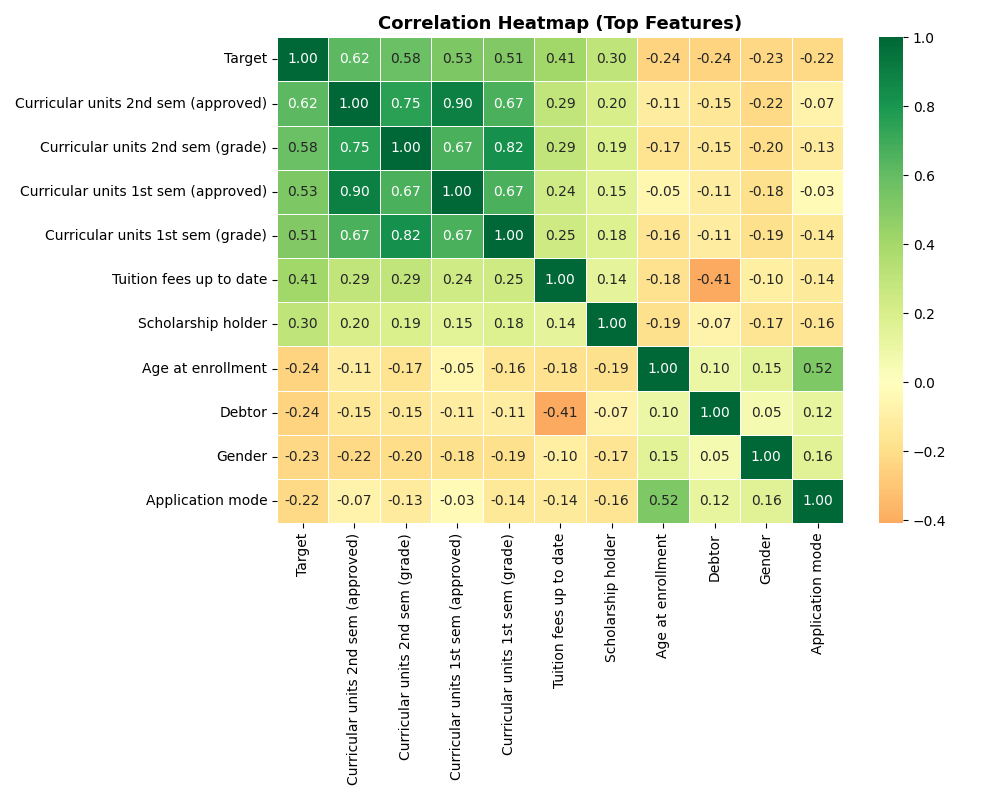 Correlation Heatmap (Top Features)
Target 1.00 0.62 0.58 0.53 0.51 0.41 0.30 -0.24 -0.24 -0.23 -0.22
Curricular units 2nd sem (approved) 0.62 1.00 0.75 0.90 0.67 0.29 0.20 -0.11 -0.15 -0.22 -0.07
Curricular units 2nd sem (grade) 0.58 0.75 1.00 0.67 0.82 0.29 0.19 -0.17 -0.15 -0.20 -0.13
Curricular units 1st sem (approved) 0.53 0.90 0.67 1.00 0.67 0.24 0.15 -0.05 -0.11 -0.18 -0.03
Curricular units 1st sem (grade) 0.51 0.67 0.82 0.67 1.00 0.25 0.18 -0.16 -0.11 -0.19 -0.14
Tuition fees up to date 0.41 0.29 0.29 0.24 0.25 1.00 0.14 -0.18 -0.41 -0.10 -0.14
Scholarship holder 0.30 0.20 0.19 0.15 0.18 0.14 1.00 -0.19 -0.07 -0.17 -0.16
Age at enrollment -0.24 -0.11 -0.17 -0.05 -0.16 -0.18 -0.19 1.00 0.10 0.15 0.52
Debtor -0.24 -0.15 -0.15 -0.11 -0.11 -0.41 -0.07 0.10 1.00 0.05 0.12
Gender -0.23 -0.22 -0.20 -0.18 -0.19 -0.10 -0.17 0.15 0.05 1.00 0.16
Application mode -0.22 -0.07 -0.13 -0.03 -0.14 -0.14 -0.16 0.52 0.12 0.16 1.00
Target
Curricular units 2nd sem (approved)
Curricular units 2nd sem (grade)
Curricular units 1st sem (approved)
Curricular units 1st sem (grade)
Tuition fees up to date
Scholarship holder
Age at enrollment
Debtor
Gender
Application mode
1.0
0.8
0.6
0.4
0.2
0.0
−0.2
−0.4